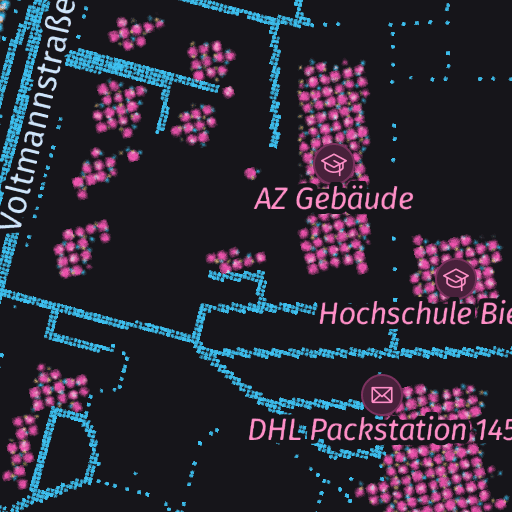 Voltmannstraße
AZ Gebäude
Hochschule Bie
DHL Packstation 145